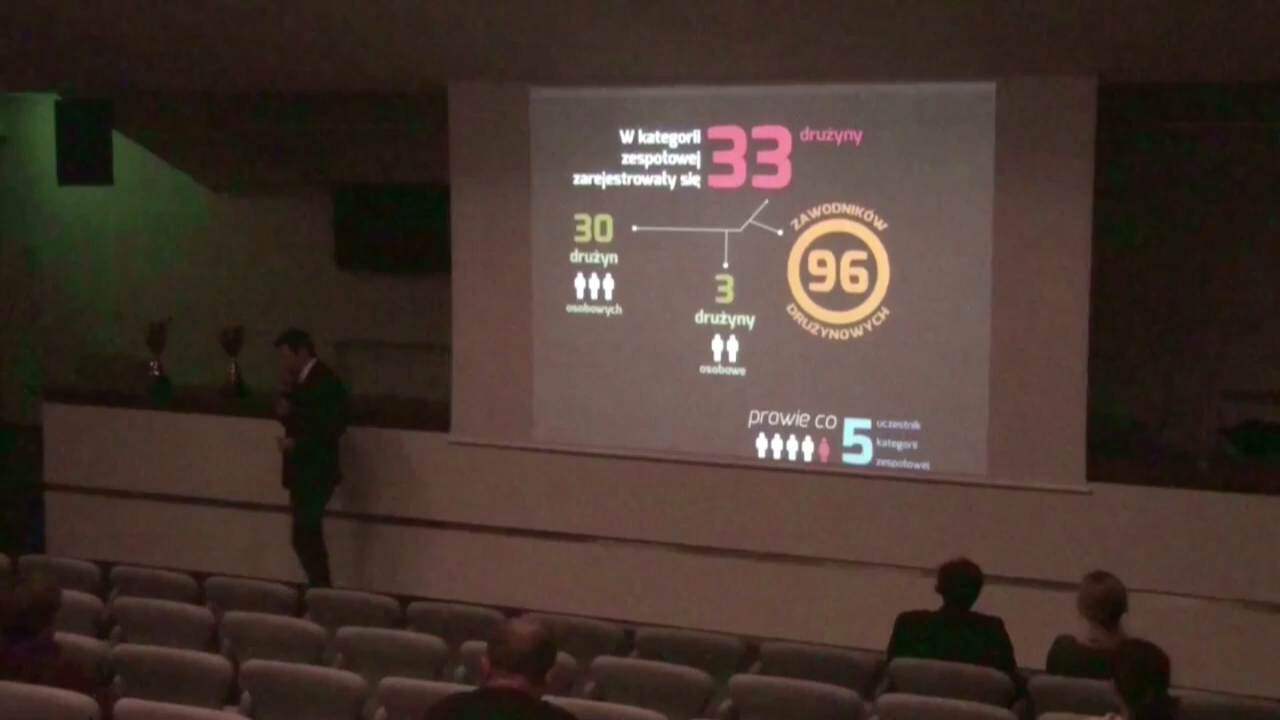 W kategorii
zespołowej
zarejestrowały się
33 drużyny
30
drużyn
osobowych
3
drużyny
osobowe
ZAWODNIKÓW
96
DRUŻYNOWYCH
prawie co
5
uczestnik
kategorii
zespołowej